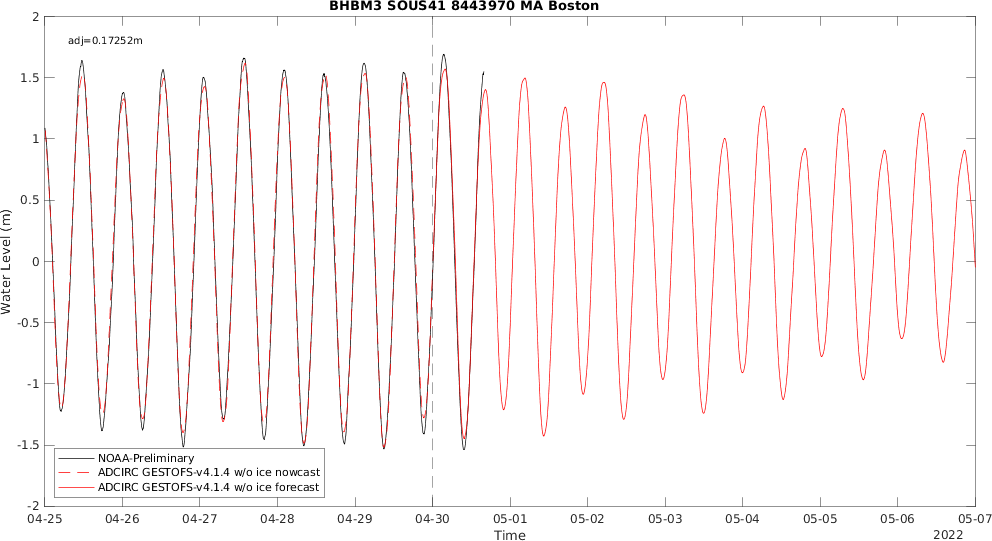 BHBM3 SOUS41 8443970 MA Boston
adj=0.17252m
2
1.5
1
0.5
0
-0.5
-1
-1.5
-2
Water Level (m)
NOAA-Preliminary
ADCIRC GESTOFS-v4.1.4 w/o ice nowcast
ADCIRC GESTOFS-v4.1.4 w/o ice forecast
04-25 04-26 04-27 04-28 04-29 04-30 05-01 05-02 05-03 05-04 05-05 05-06 05-07
Time
2022